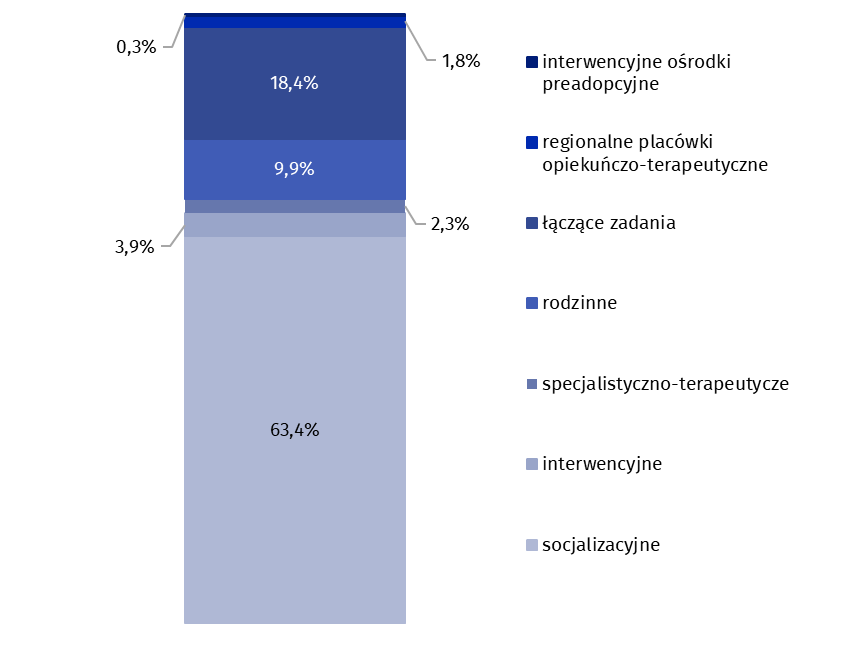 0,3%
1,8%
18,4%
9,9%
2,3%
3,9%
63,4%
interwencyjne ośrodki
preadopcyjne
regionalne placówki
opiekuńczo-terapeutyczne
łączące zadania
rodzinne
specjalistyczno-terapeutycze
interwencyjne
socjalizacyjne